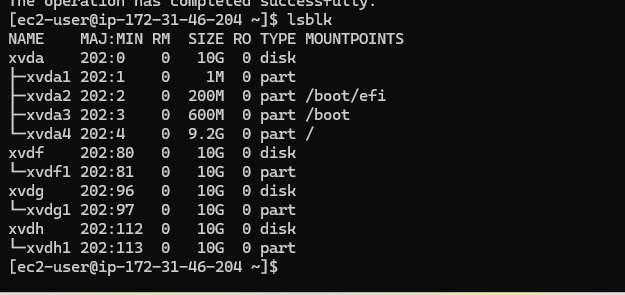 The operation has completed successfully.
[ec2-user@ip-172-31-46-204 ~]$ lsblk
NAME    MAJ:MIN RM  SIZE RO TYPE MOUNTPOINTS
xvda    202:0    0   10G  0 disk
├─xvda1 202:1    0    1M  0 part
├─xvda2 202:2    0  200M  0 part /boot/efi
├─xvda3 202:3    0  600M  0 part /boot
└─xvda4 202:4    0  9.2G  0 part /
xvdf    202:80   0   10G  0 disk
└─xvdf1 202:81   0   10G  0 part
xvdg    202:96   0   10G  0 disk
└─xvdg1 202:97   0   10G  0 part
xvdh    202:112  0   10G  0 disk
└─xvdh1 202:113  0   10G  0 part
[ec2-user@ip-172-31-46-204 ~]$